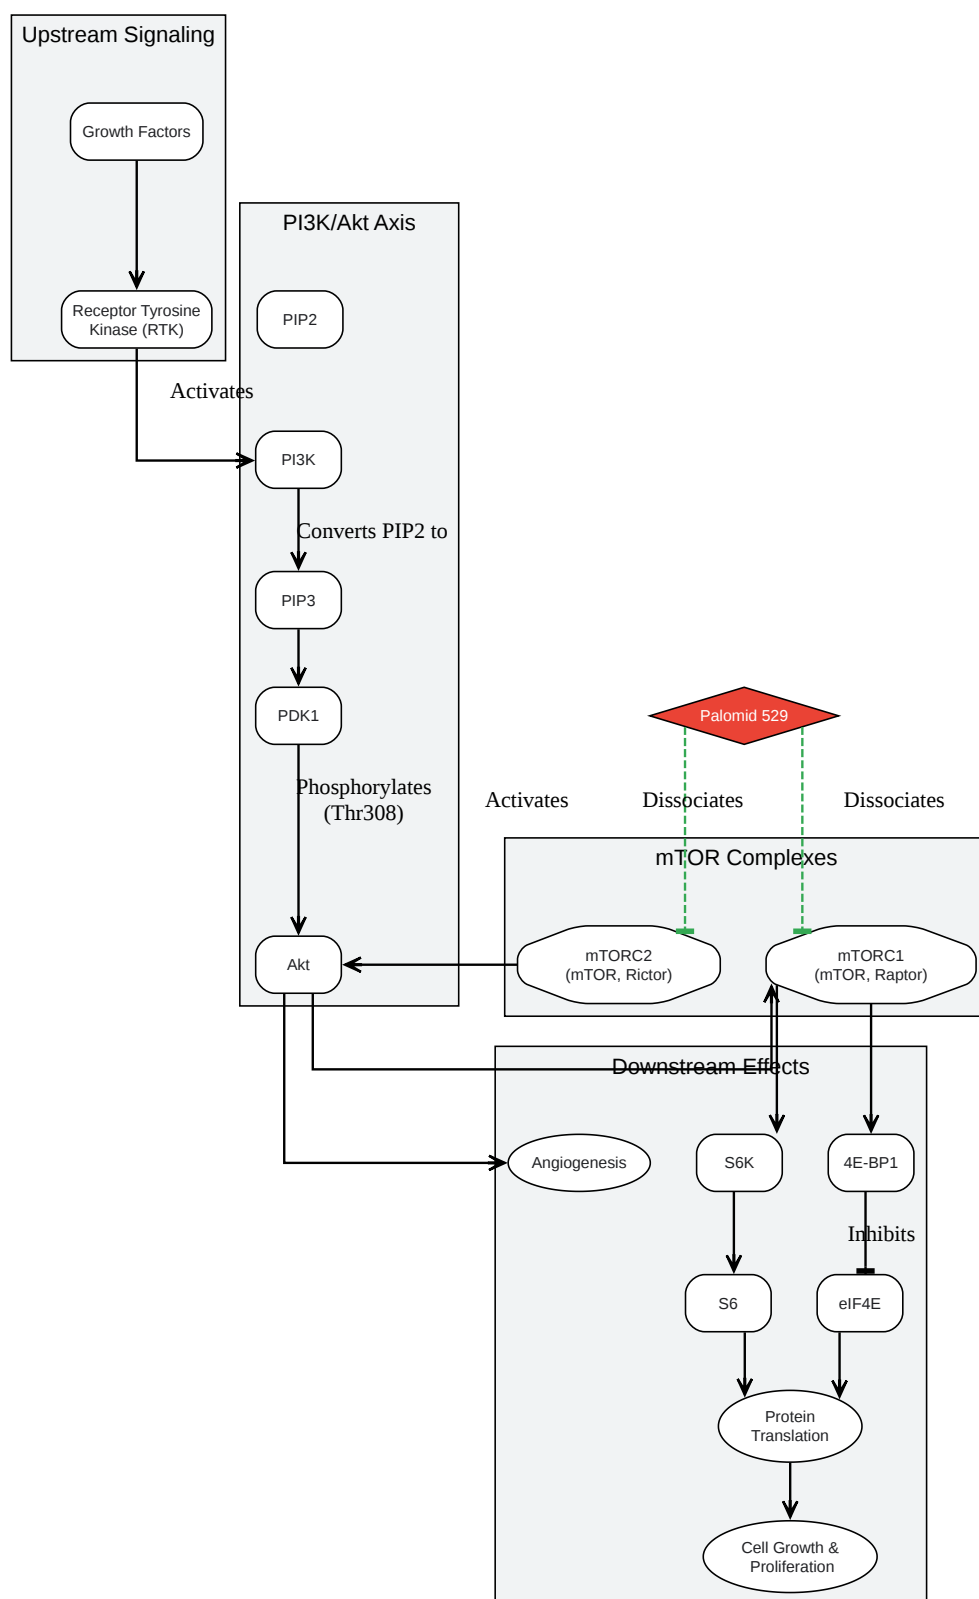 Upstream Signaling
Growth Factors
PI3K/Akt Axis
Receptor Tyrosine
Kinase (RTK)
PIP2
Activates
PI3K
Converts PIP2 to
PIP3
PDK1
Palomid 529
Phosphorylates
(Thr308)
Activates
Dissociates
Dissociates
mTOR Complexes
Akt
mTORC2
(mTOR, Rictor)
mTORC1
(mTOR, Raptor)
Downstream Effects
Angiogenesis
S6K
4E-BP1
Inhibits
S6
eIF4E
Protein
Translation
Cell Growth &
Proliferation